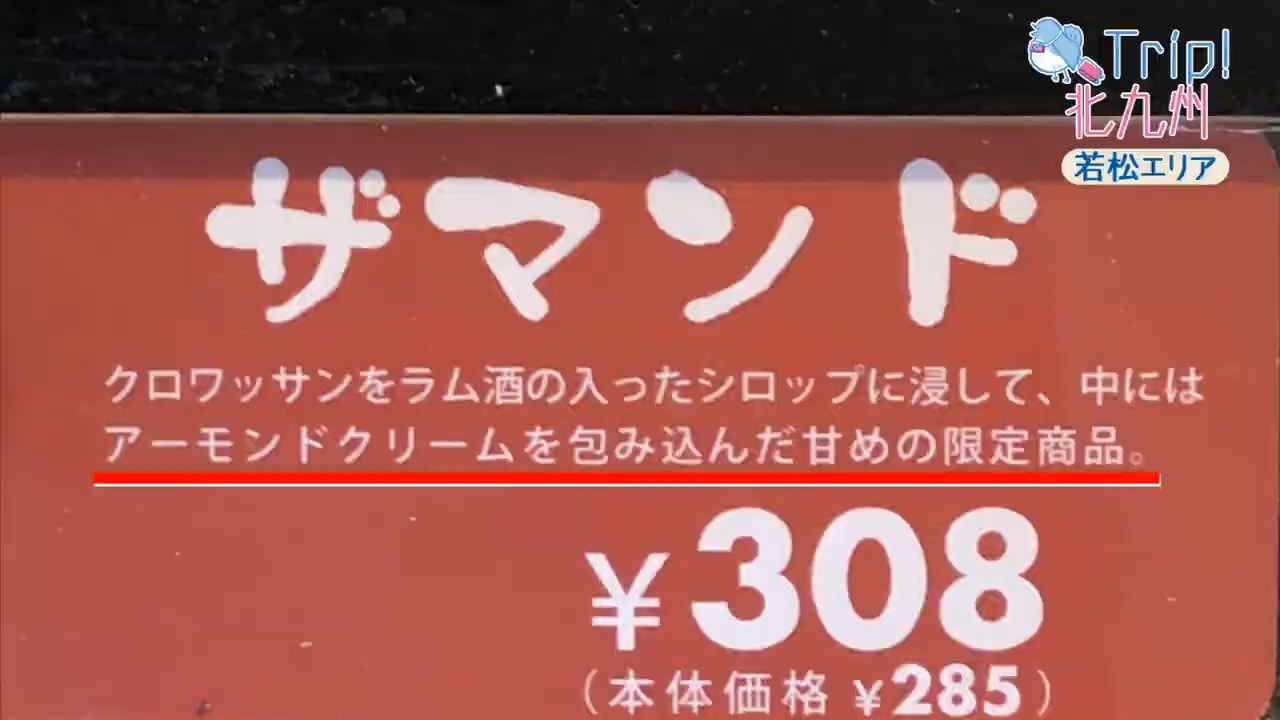 Trip!
北九州
若松エリア
ザマンド
クロワッサンをラム酒の入ったシロップに浸して、中には
アーモンドクリームを包み込んだ甘めの限定商品。
¥308
(本体価格 ¥285)